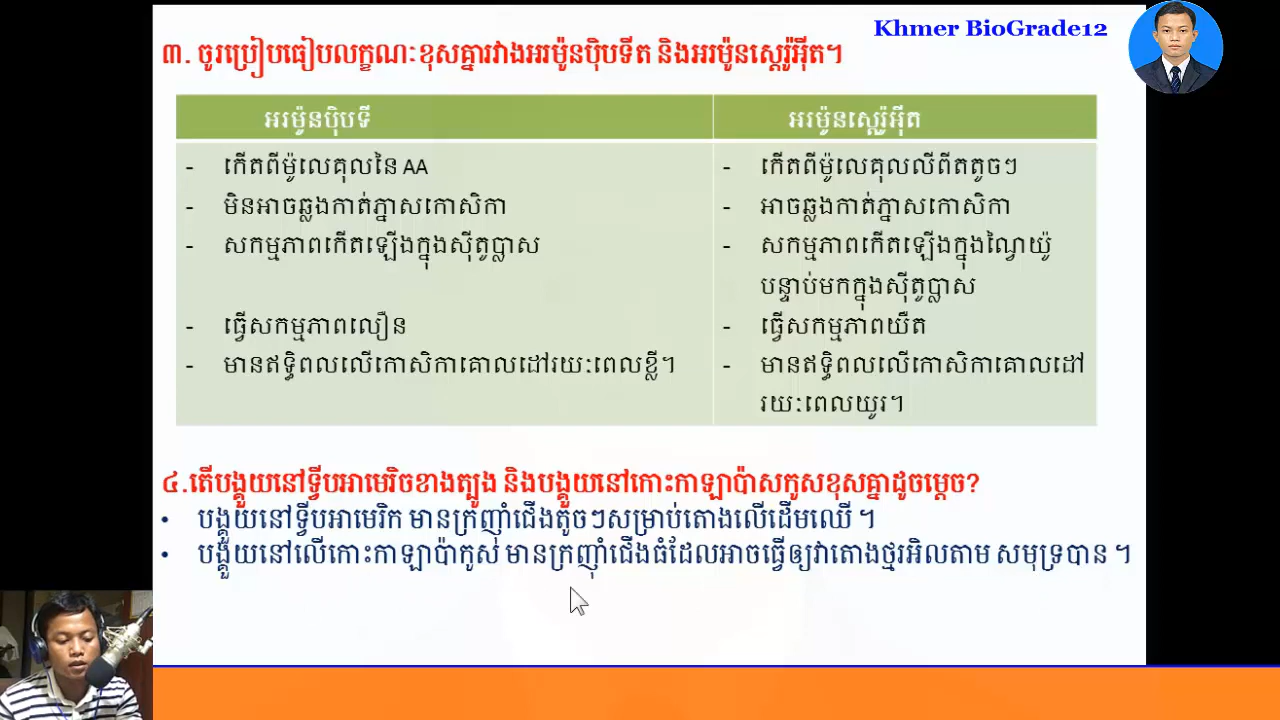 Khmer BioGrade12
៣. ចូរប្រៀបធៀបលក្ខណៈខុសគ្នារវាងអរម៉ូនប៉ិបទីត និងអរម៉ូនស្តេរ៉ូអ៊ីត។
អរម៉ូនប៉ិបទី
អរម៉ូនស្តេរ៉ូអ៊ីត
- កើតពីម៉ូលេគុលនៃ AA
- មិនអាចឆ្លងកាត់ភ្នាសកោសិកា
- សកម្មភាពកើតឡើងក្នុងស៊ីតូប្លាស
- ធ្វើសកម្មភាពលឿន
- មានឥទ្ធិពលលើកោសិកាគោលដៅរយៈពេលខ្លី។
- កើតពីម៉ូលេគុលលីពីតតូចៗ
- អាចឆ្លងកាត់ភ្នាសកោសិកា
- សកម្មភាពកើតឡើងក្នុងណ្វៃយ៉ូ
បន្ទាប់មកក្នុងស៊ីតូប្លាស
- ធ្វើសកម្មភាពយឺត
- មានឥទ្ធិពលលើកោសិកាគោលដៅ
រយៈពេលយូរ។
៤.តើបង្គួយនៅទ្វីបអាមេរិចខាងត្បូង និងបង្គួយនៅកោះកាឡាប៉ាសកូសខុសគ្នាដូចម្តេច?
• បង្គួយនៅទ្វីបអាមេរិក មានក្រញ៉ាំជើងតូចៗសម្រាប់តោងលើដើមឈើ ។
• បង្គួយនៅលើកោះកាឡាប៉ាកូស មានក្រញ៉ាំជើងធំដែលអាចធ្វើឲ្យវាតោងថ្មរអិលតាម សមុទ្របាន ។